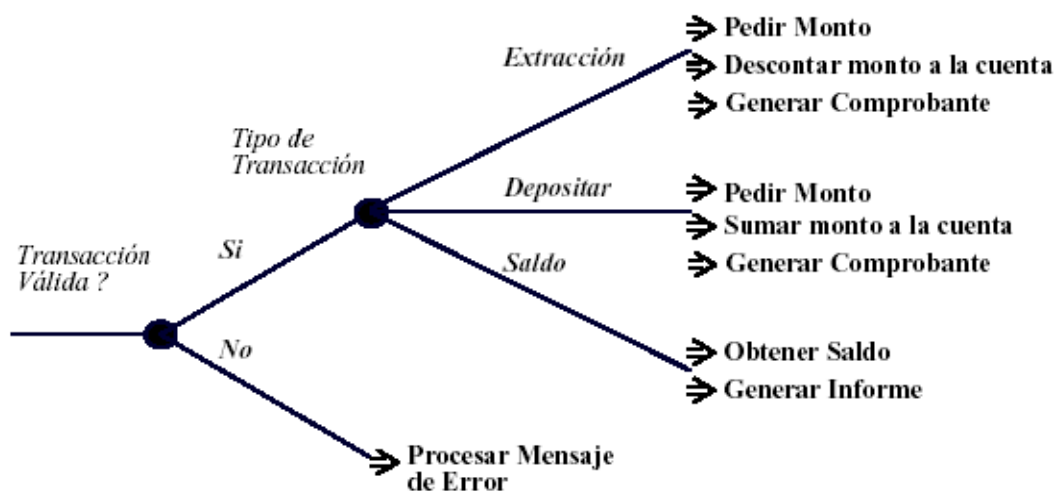 Extracción
Pedir Monto
Descontar monto a la cuenta
Generar Comprobante
Tipo de
Transacción
Depositar
Pedir Monto
Sumar monto a la cuenta
Generar Comprobante
Transacción
Válida ?
Si
Saldo
No
Obtener Saldo
Generar Informe
Procesar Mensaje
de Error